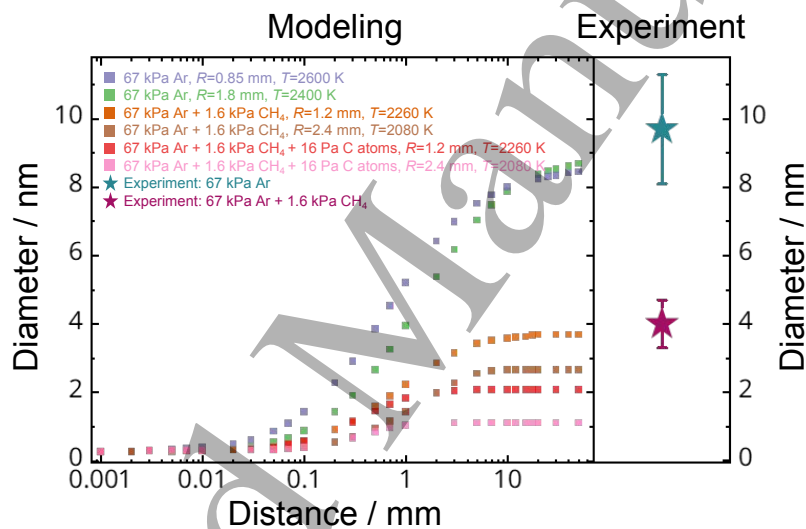 Modeling Experiment
67 kPa Ar, R=0.85 mm, T=2600 K
67 kPa Ar, R=1.8 mm, T=2400 K
67 kPa Ar + 1.6 kPa CH₄, R=1.2 mm, T=2260 K
67 kPa Ar + 1.6 kPa CH₄, R=2.4 mm, T=2080 K
67 kPa Ar + 1.6 kPa CH₄ + 16 Pa C atoms, R=1.2 mm, T=2260 K
67 kPa Ar + 1.6 kPa CH₄ + 16 Pa C atoms, R=2.4 mm, T=2080 K
Experiment: 67 kPa Ar
Experiment: 67 kPa Ar + 1.6 kPa CH₄
Diameter / nm
10
8
6
4
2
0
0.001 0.01 0.1 1 10
Distance / mm
10
8
6
4
2
0
Diameter / nm
d Manu